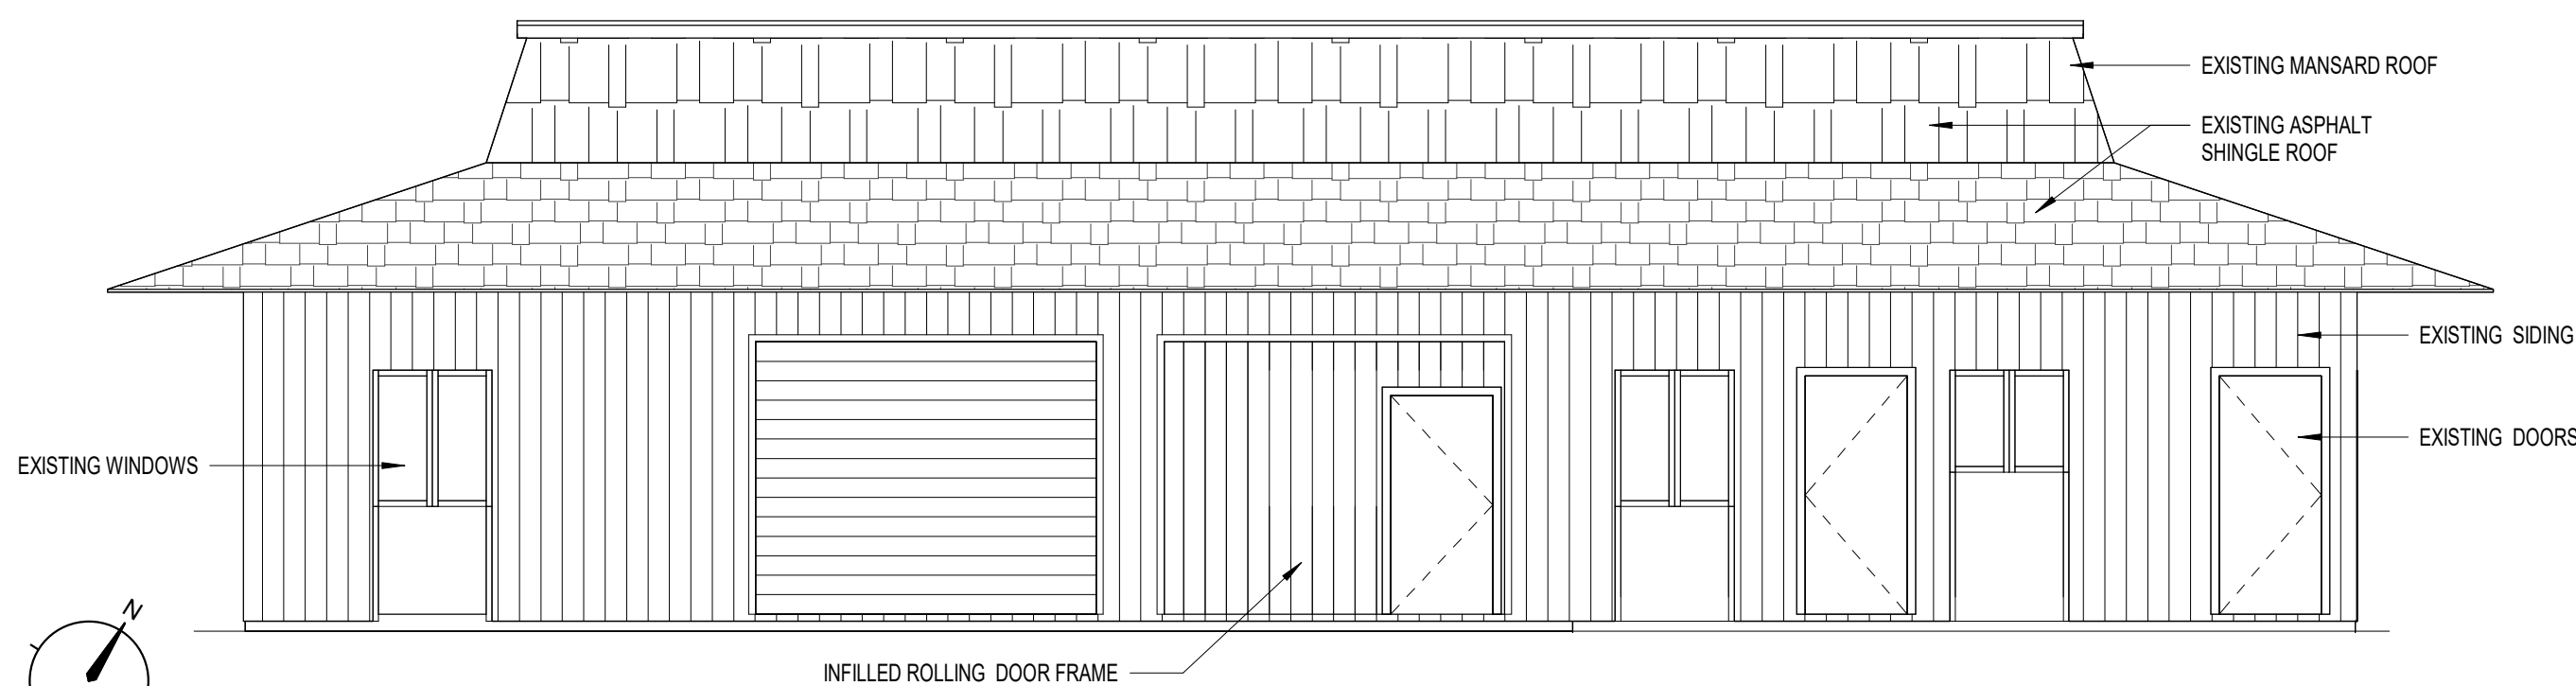 EXISTING MANSARD ROOF
EXISTING ASPHALT
SHINGLE ROOF
EXISTING SIDING
EXISTING DOORS
EXISTING WINDOWS
N
INFILLED ROLLING DOOR FRAME